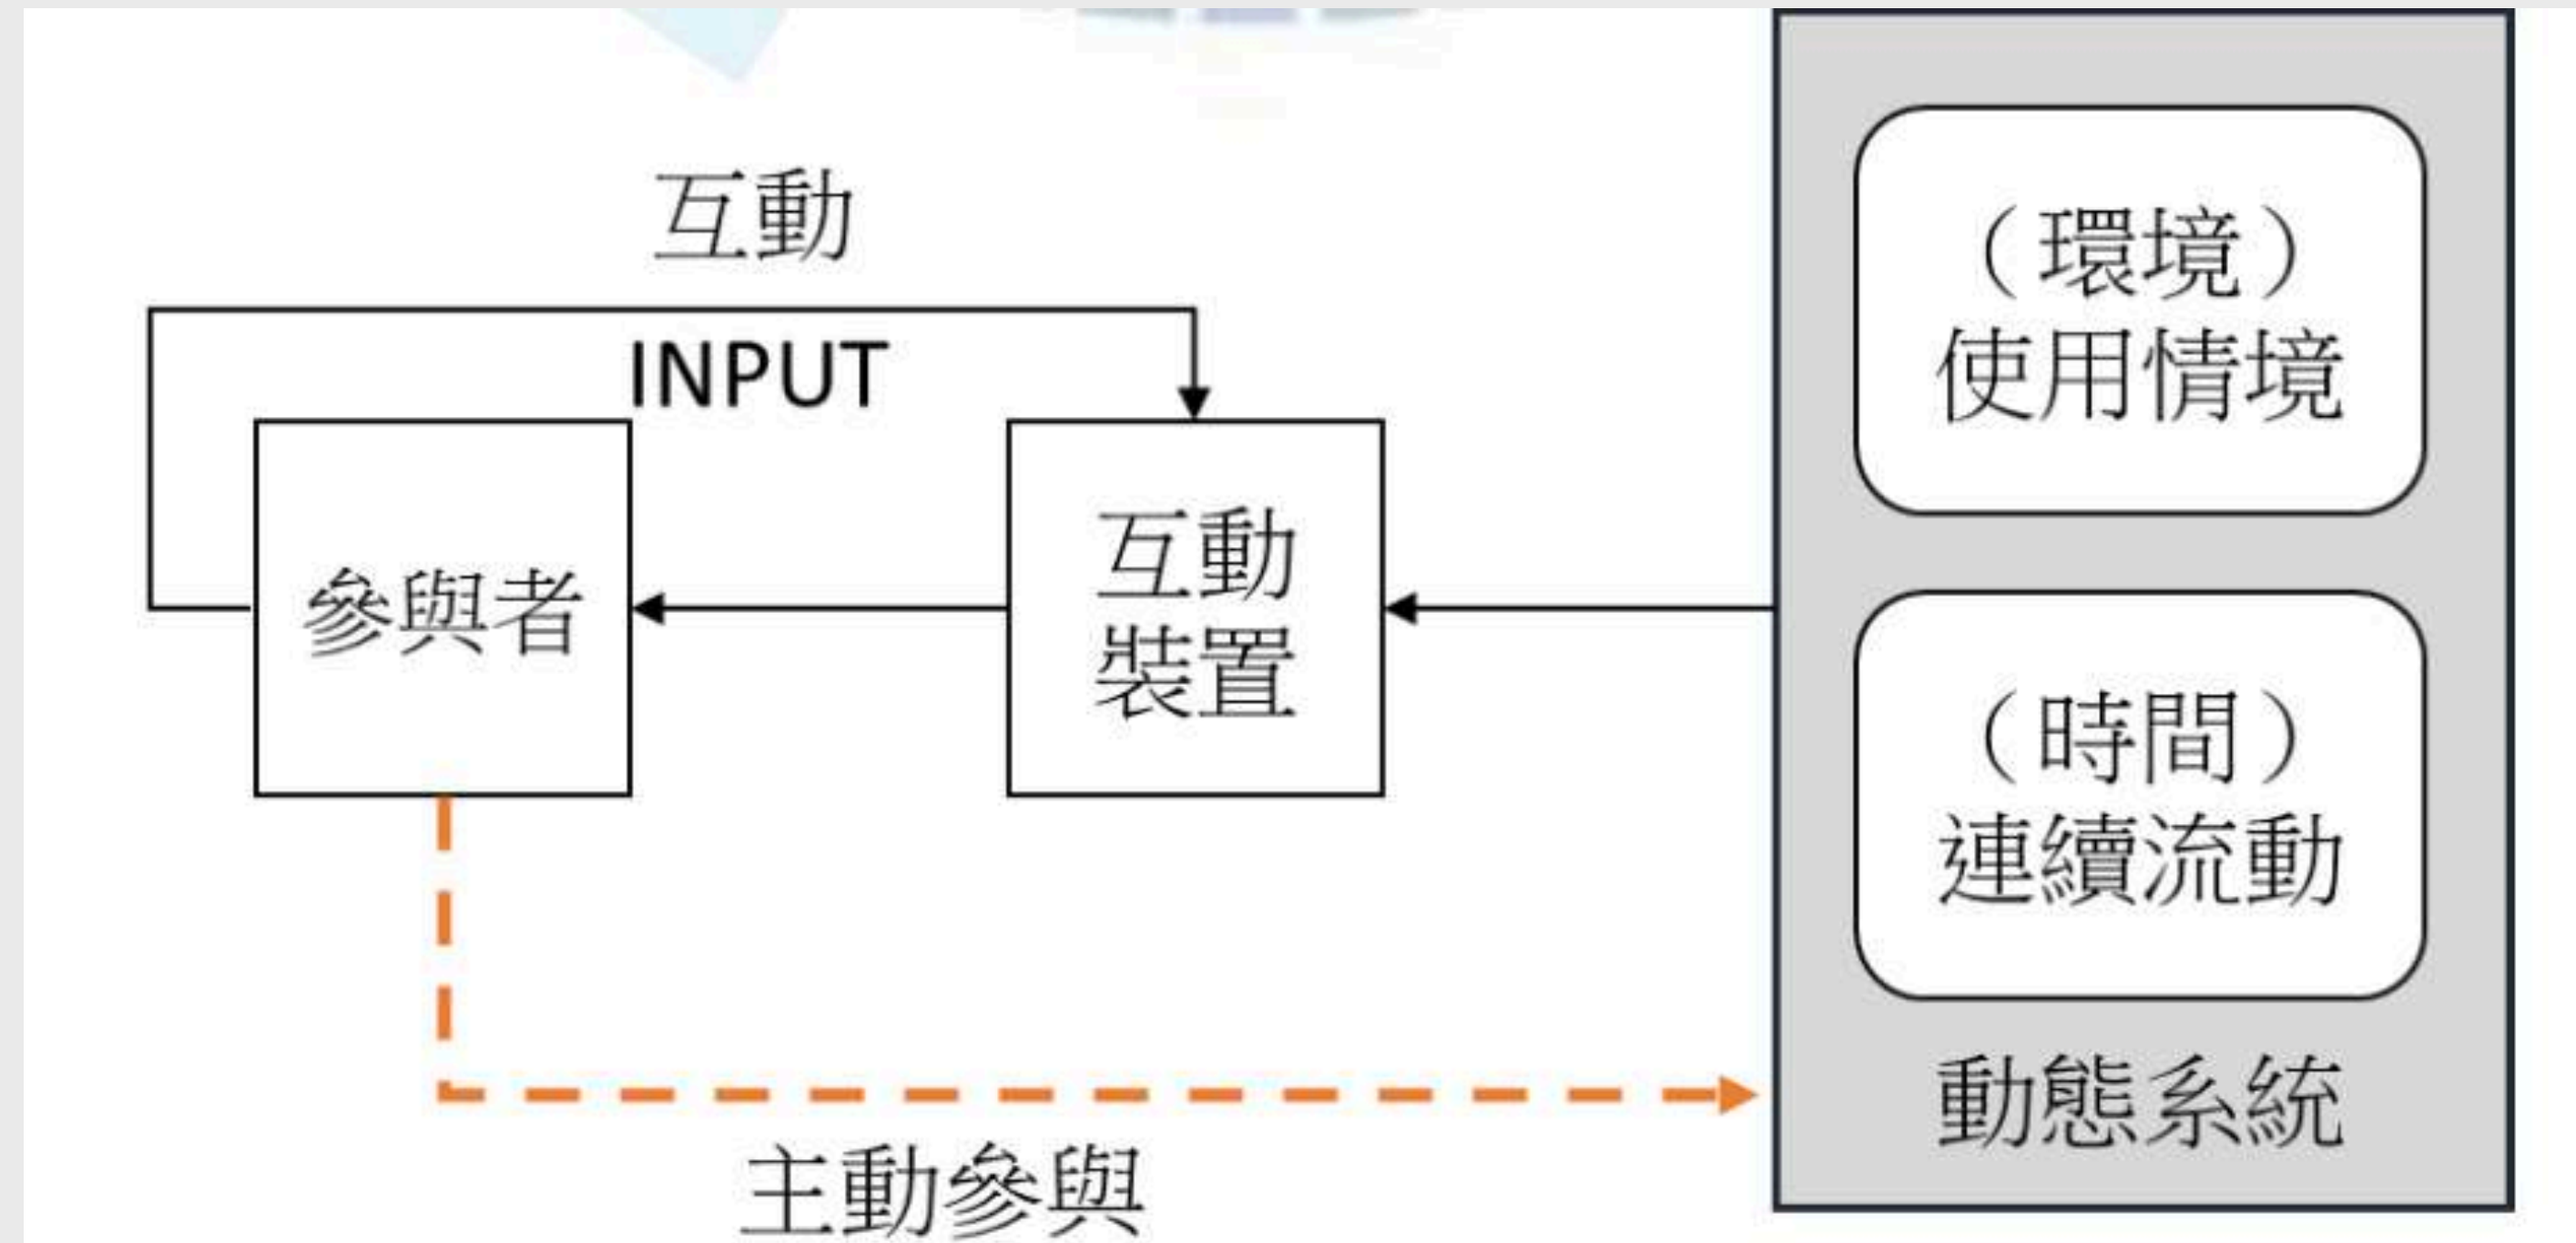 互動
INPUT
參與者
互動
裝置
（環境）
使用情境
（時間）
連續流動
動態系統
主動參與